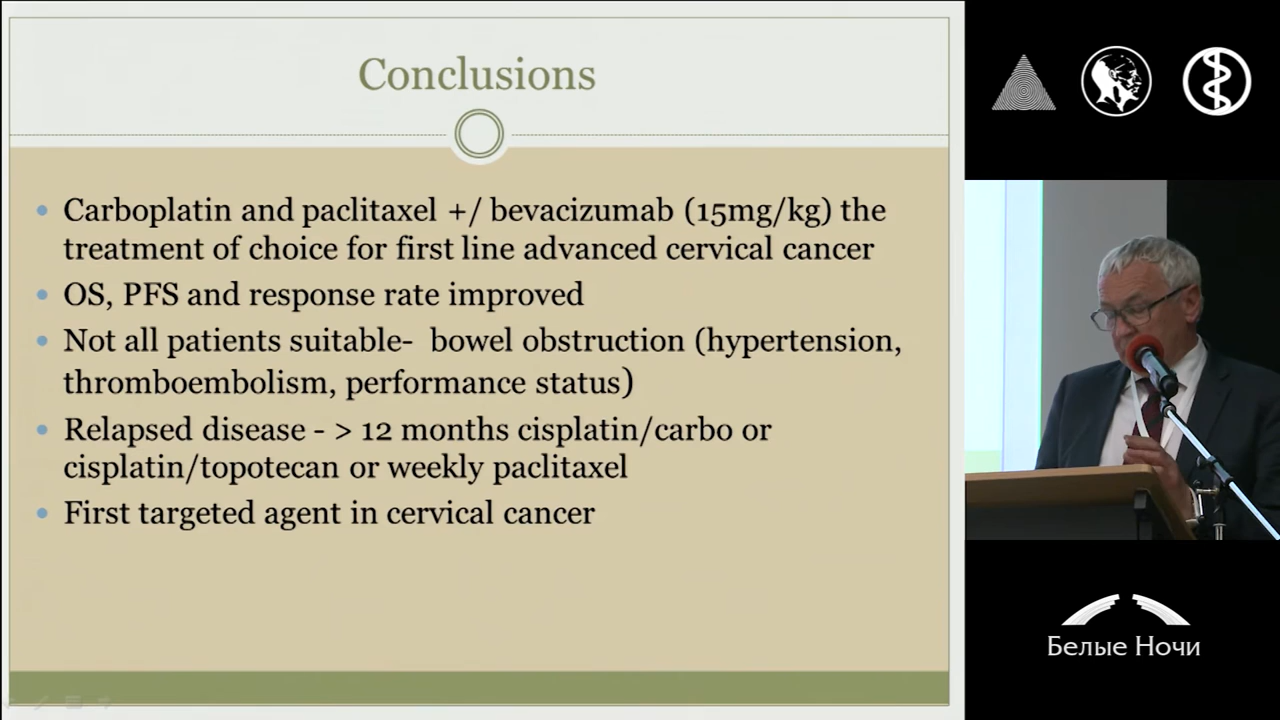 Conclusions
Carboplatin and paclitaxel +/ bevacizumab (15mg/kg) the
treatment of choice for first line advanced cervical cancer
OS, PFS and response rate improved
Not all patients suitable- bowel obstruction (hypertension,
thromboembolism, performance status)
Relapsed disease - > 12 months cisplatin/carbo or
cisplatin/topotecan or weekly paclitaxel
First targeted agent in cervical cancer
Белые Ночи